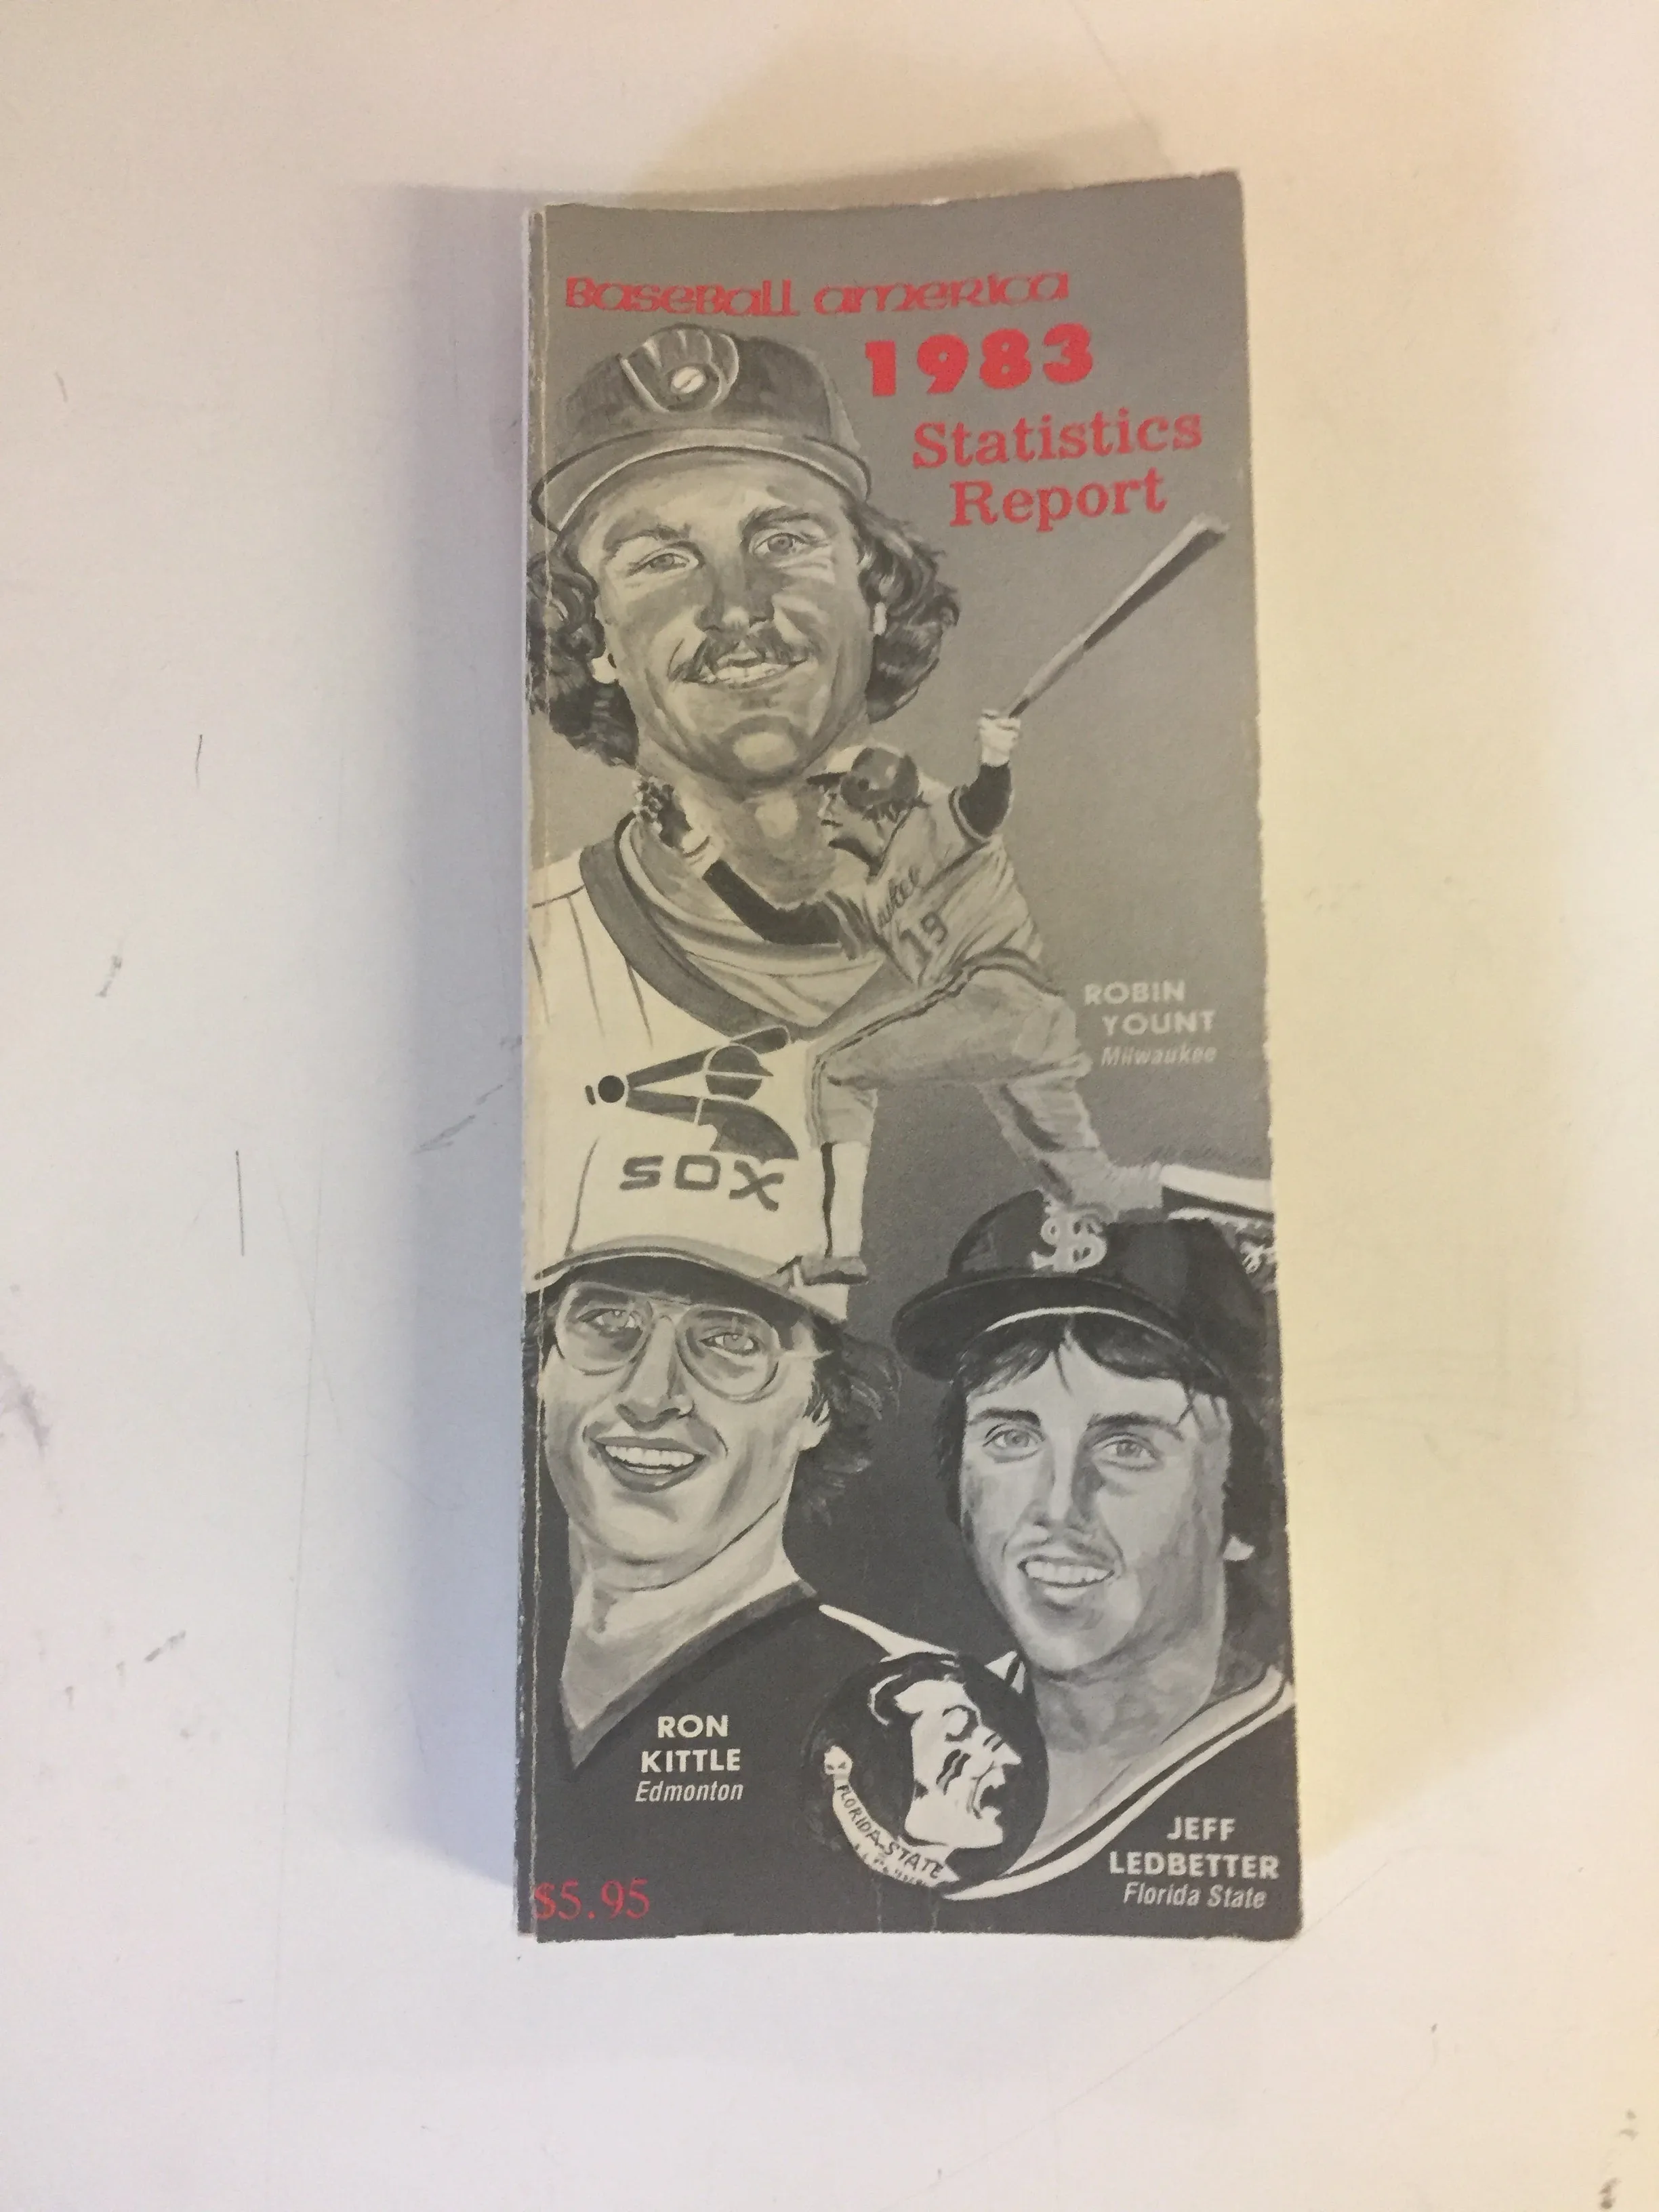 Baseball america
1983
Statistics
Report
19
ROBIN
YOUNT
Milwaukee
SOX
RON
KITTLE
Edmonton
FLORIDA STATE
JEFF
LEDBETTER
Florida State
$5.95